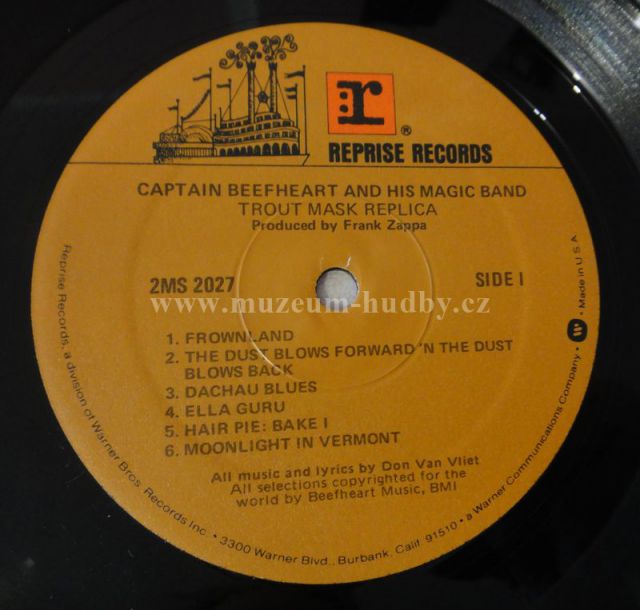 r
®
REPRISE RECORDS
CAPTAIN BEEFHEART AND HIS MAGIC BAND
TROUT MASK REPLICA
Produced by Frank Zappa
2MS 2027
SIDE I
www.muzeum-hudby.cz
1. FROWNLAND
2. THE DUST BLOWS FORWARD 'N THE DUST
BLOWS BACK
3. DACHAU BLUES
4. ELLA GURU
5. HAIR PIE: BAKE I
6. MOONLIGHT IN VERMONT
All music and lyrics by Don Van Vliet
All selections copyrighted for the
world by Beefheart Music, BMI
Reprise Records, a division of Warner Bros. Records Inc. • 3300 Warner Blvd., Burbank, Calif. 91510 • a Warner Communications Company • W • Made in U.S.A.